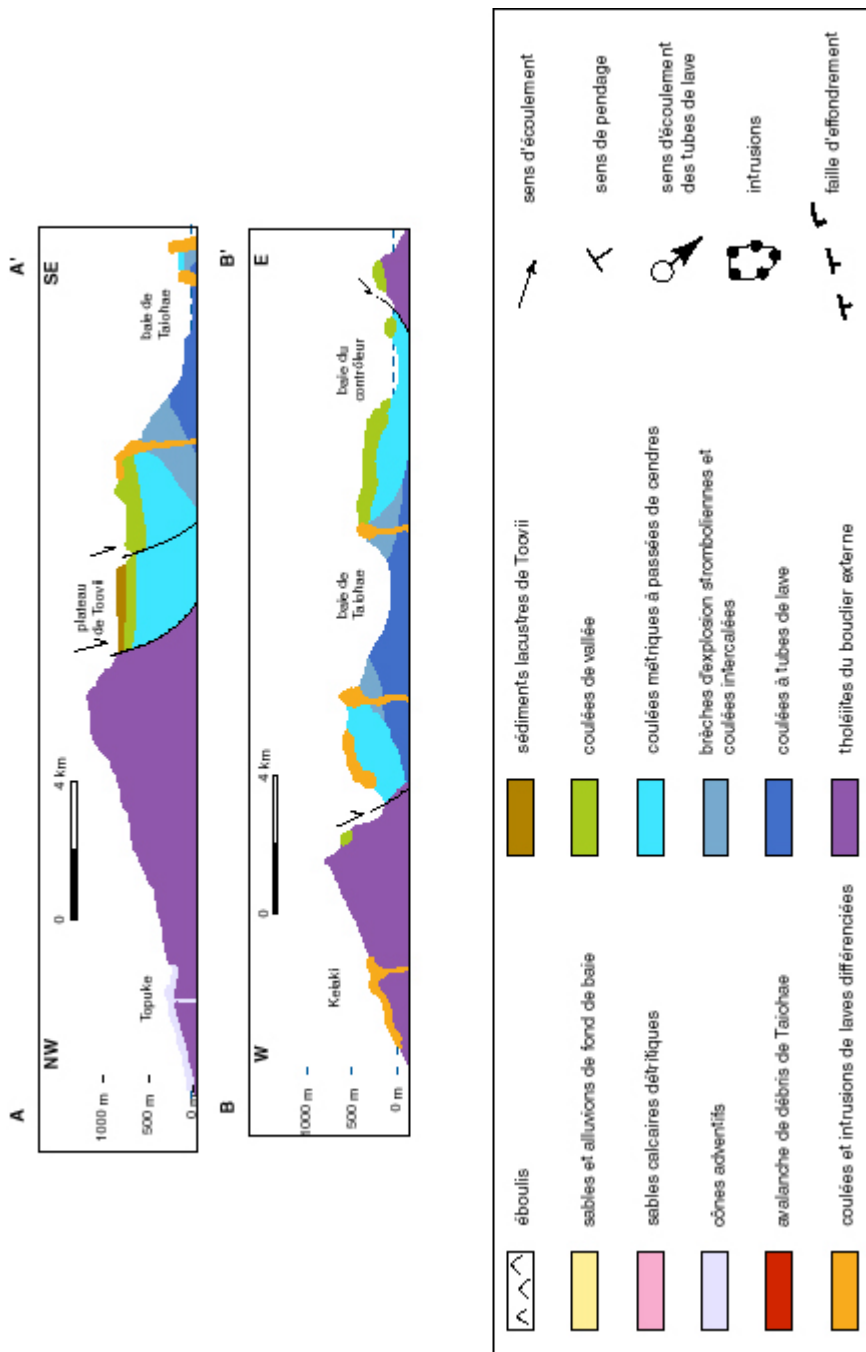 A
A'
NW
SE
1000 m
500 m
0 m
Topuke
0
4 km
plateau
de Toovii
baie de
Taiohae
B
B'
W
E
1000 m
500 m
0 m
Keiaki
0
4 km
baie de
Taiohae
baie du
contrôleur
éboulis
sables et alluvions de fond de baie
sables calcaires détritiques
cônes adventifs
avalanche de débris de Taiohae
coulées et intrusions de laves différenciées
sédiments lacustres de Toovii
coulées de vallée
coulées métriques à passées de cendres
brèches d'explosion stromboliennes et
coulées intercalées
coulées à tubes de lave
tholéiites du bouclier externe
sens d'écoulement
sens de pendage
sens d'écoulement
des tubes de lave
intrusions
faille d'effondrement